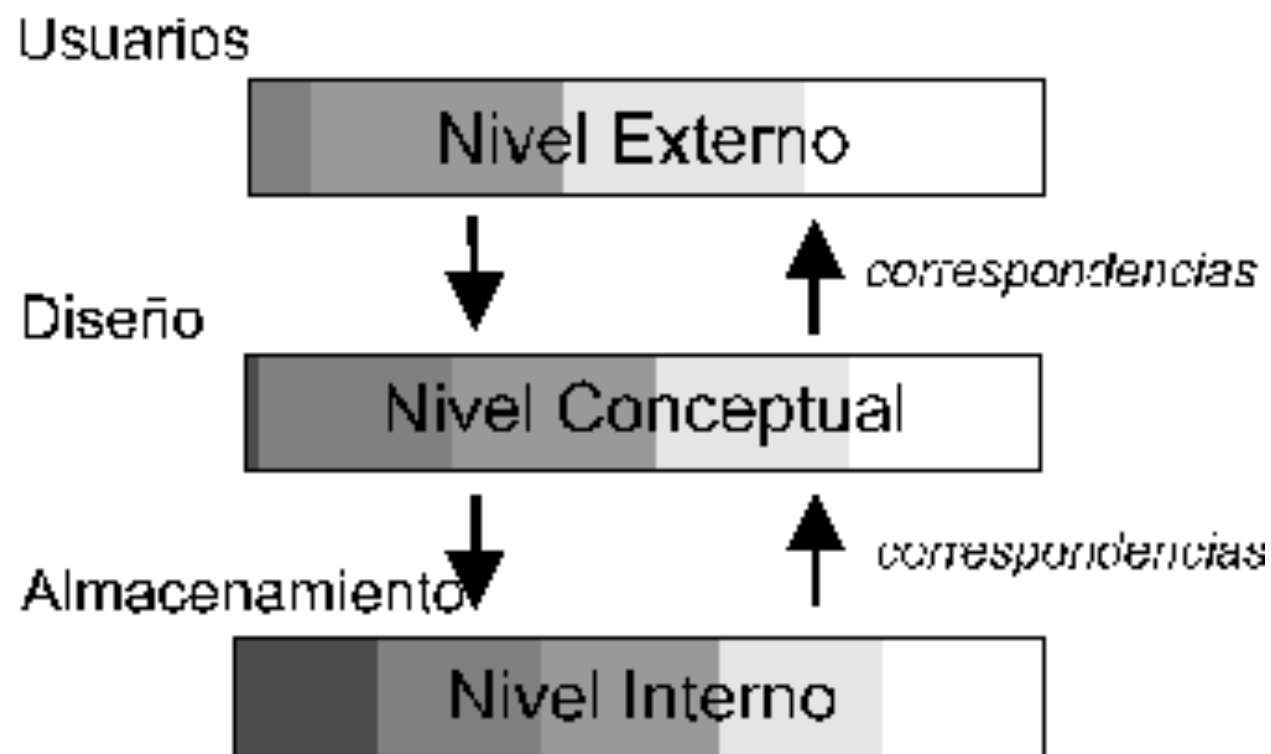 Usuarios
Nivel Externo
correspondencias
Diseño
Nivel Conceptual
correspondencias
Almacenamiento
Nivel Interno